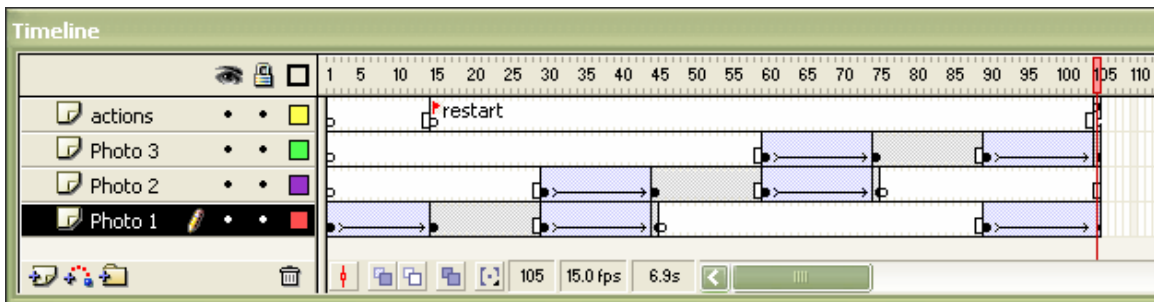 Timeline
1 5 10 15 20 25 30 35 40 45 50 55 60 65 70 75 80 85 90 95 100 105 110
actions restart
Photo 3
Photo 2
Photo 1
105 15.0 fps 6.9s